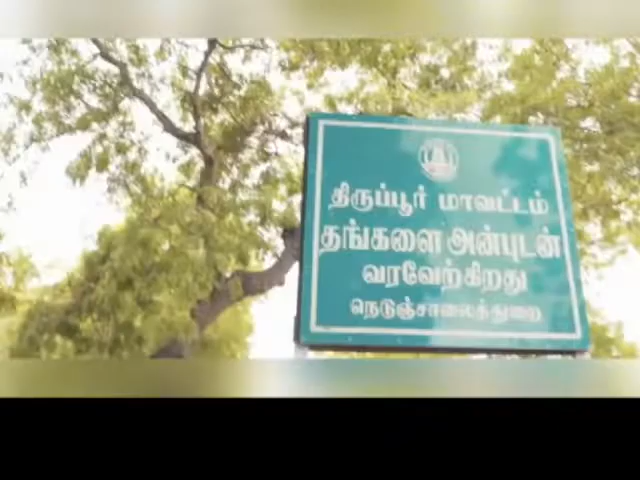 திருப்பூர் மாவட்டம்
தங்களை அன்புடன்
வரவேற்கிறது
நெடுஞ்சாலைத்துறை